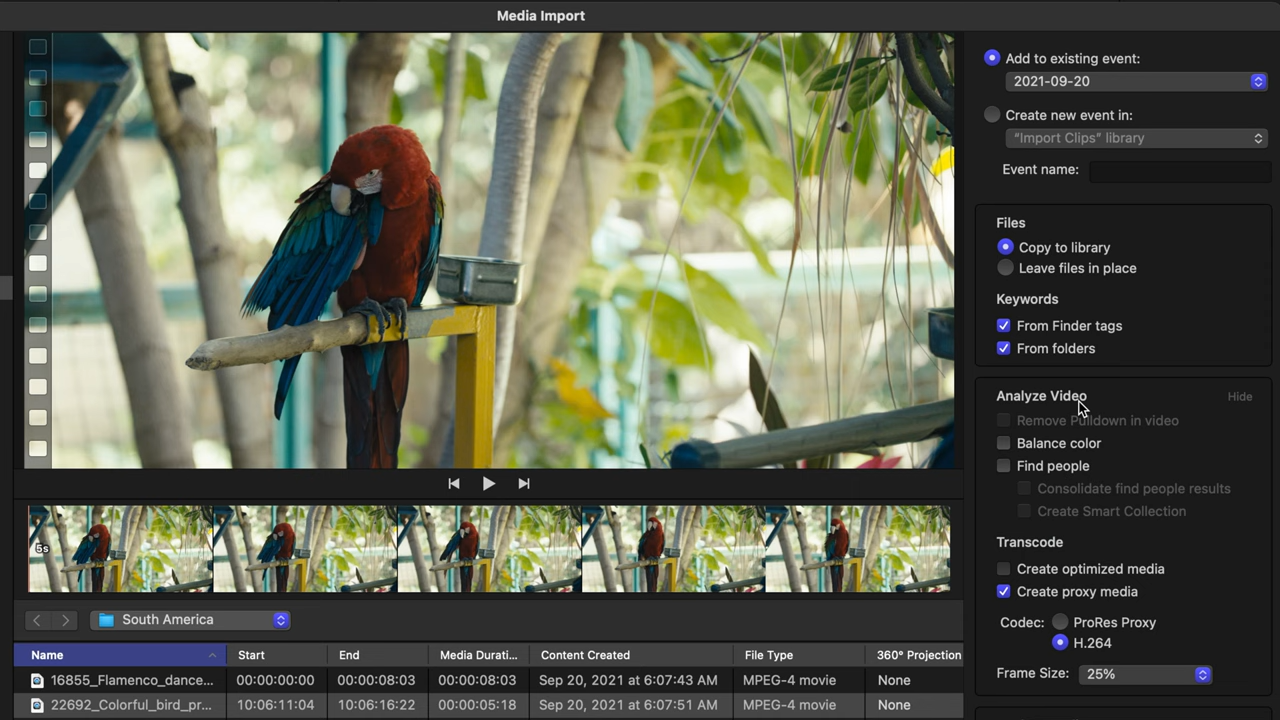 Media Import
Add to existing event:
2021-09-20
Create new event in:
“Import Clips” library
Event name:
Files
Copy to library
Leave files in place
Keywords
From Finder tags
From folders
Analyze Video
Hide
Remove Pulldown in video
Balance color
Find people
Consolidate find people results
Create Smart Collection
Transcode
Create optimized media
Create proxy media
Codec:
ProRes Proxy
H.264
Frame Size:
25%
5s
South America
Name Start End Media Durati... Content Created File Type 360° Projection
16855_Flamenco_dance... 00:00:00:00 00:00:08:03 00:00:08:03 Sep 20, 2021 at 6:07:43 AM MPEG-4 movie None
22692_Colorful_bird_pr... 10:06:11:04 10:06:16:22 00:00:05:18 Sep 20, 2021 at 6:07:51 AM MPEG-4 movie None